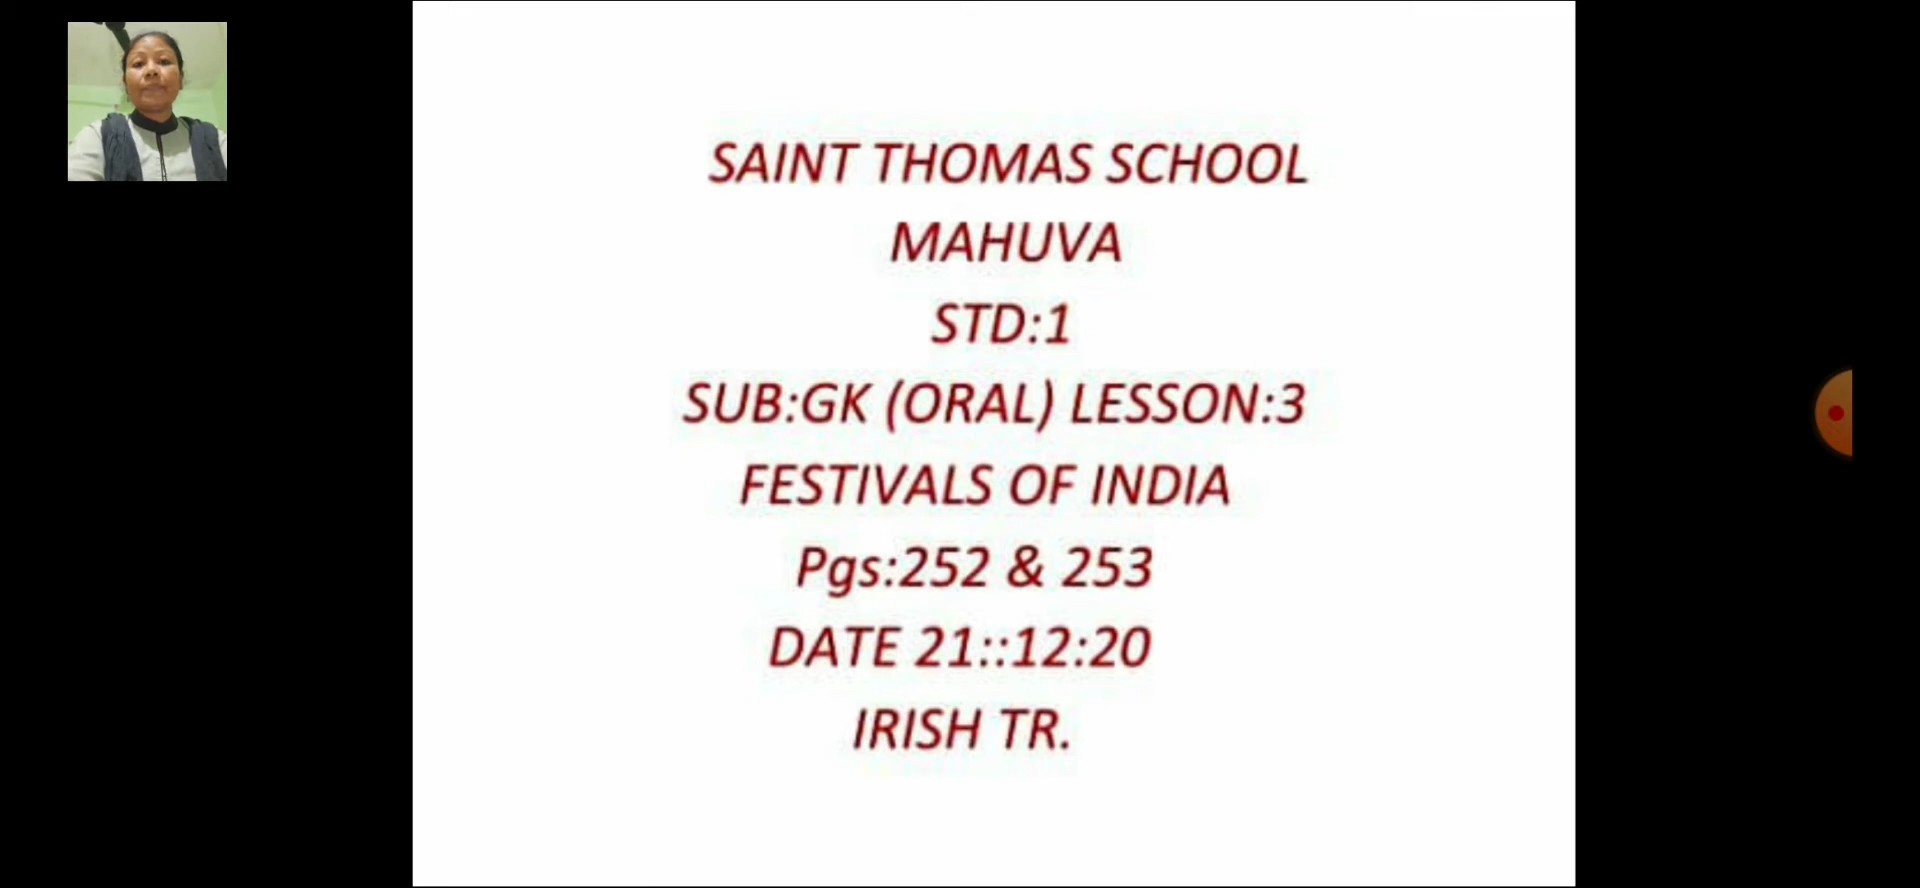 SAINT THOMAS SCHOOL
MAHUVA
STD:1
SUB:GK (ORAL) LESSON:3
FESTIVALS OF INDIA
Pgs:252 & 253
DATE 21::12:20
IRISH TR.